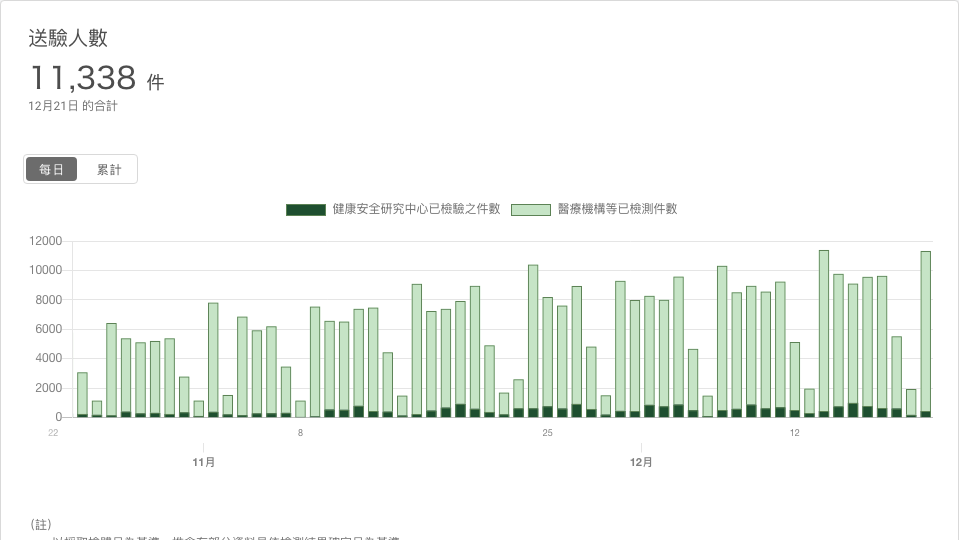 送驗人數
11,338 件
12月21日 的合計
每日 累計
健康安全研究中心已檢驗之件數 醫療機構等已檢測件數
12000
10000
8000
6000
4000
2000
0
22 8 25 12
11月 12月
（註）